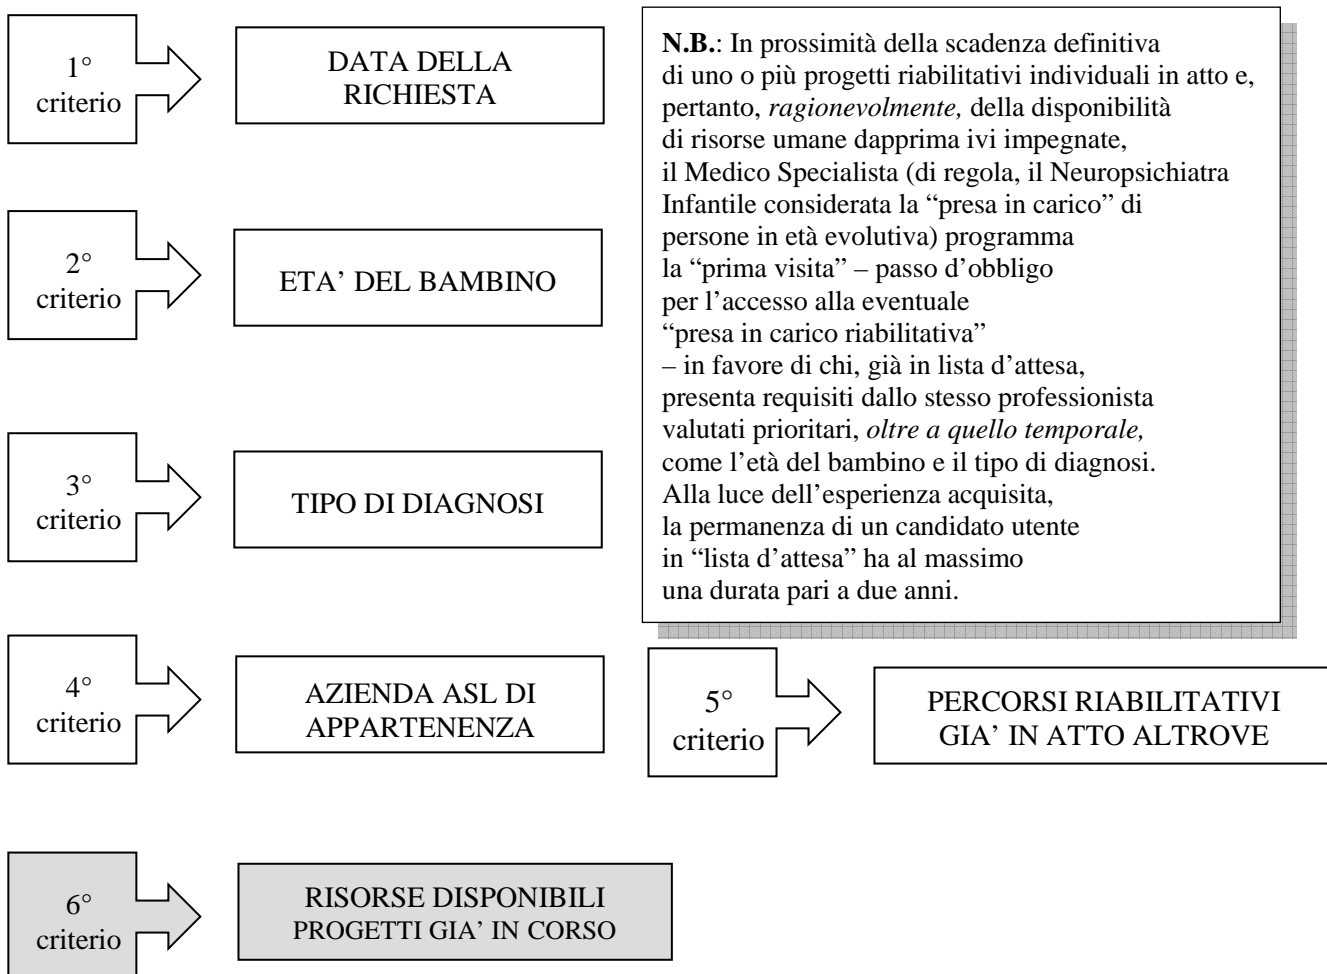 1°
criterio
DATA DELLA
RICHIESTA
N.B.: In prossimità della scadenza definitiva
di uno o più progetti riabilitativi individuali in atto e,
pertanto, ragionevolmente, della disponibilità
di risorse umane dapprima ivi impegnate,
il Medico Specialista (di regola, il Neuropsichiatra
Infantile considerata la “presa in carico” di
persone in età evolutiva) programma
la “prima visita” – passo d’obbligo
per l’accesso alla eventuale
“presa in carico riabilitativa”
– in favore di chi, già in lista d’attesa,
presenta requisiti dallo stesso professionista
valutati prioritari, oltre a quello temporale,
come l’età del bambino e il tipo di diagnosi.
Alla luce dell’esperienza acquisita,
la permanenza di un candidato utente
in “lista d’attesa” ha al massimo
una durata pari a due anni.
2°
criterio
ETA’ DEL BAMBINO
3°
criterio
TIPO DI DIAGNOSI
4°
criterio
AZIENDA ASL DI
APPARTENENZA
5°
criterio
PERCORSI RIABILITATIVI
GIA’ IN ATTO ALTROVE
6°
criterio
RISORSE DISPONIBILI
PROGETTI GIA’ IN CORSO